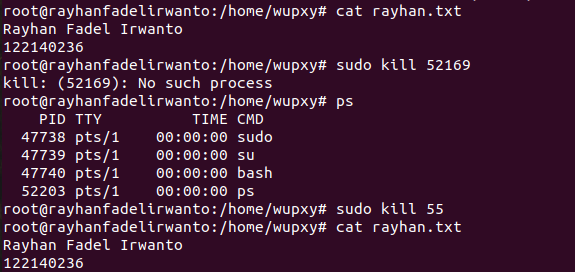 root@rayhanfadelirwanto:/home/wupxy# cat rayhan.txt
Rayhan Fadel Irwanto
122140236
root@rayhanfadelirwanto:/home/wupxy# sudo kill 52169
kill: (52169): No such process
root@rayhanfadelirwanto:/home/wupxy# ps
    PID TTY          TIME CMD
  47738 pts/1    00:00:00 sudo
  47739 pts/1    00:00:00 su
  47740 pts/1    00:00:00 bash
  52203 pts/1    00:00:00 ps
root@rayhanfadelirwanto:/home/wupxy# sudo kill 55
root@rayhanfadelirwanto:/home/wupxy# cat rayhan.txt
Rayhan Fadel Irwanto
122140236